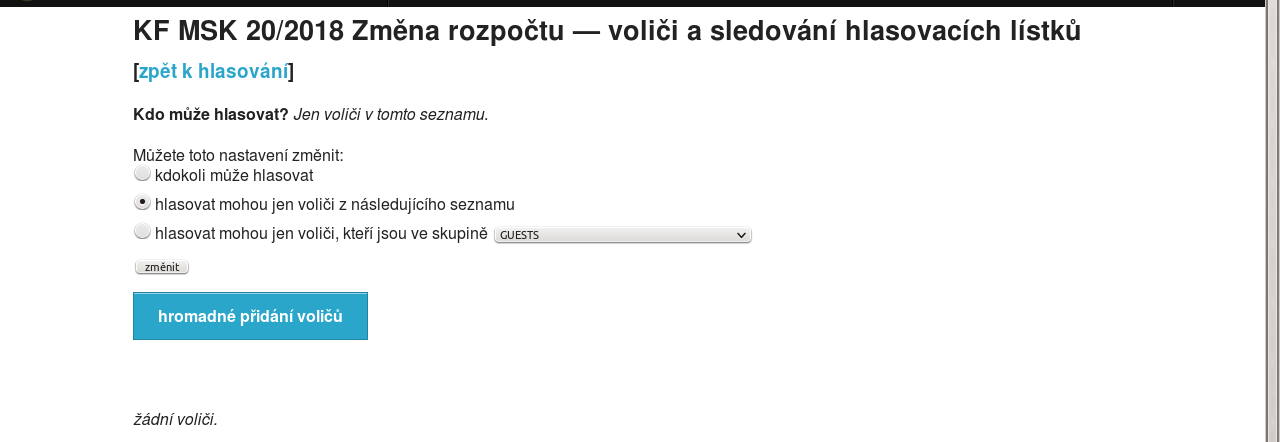 KF MSK 20/2018 Změna rozpočtu — voliči a sledování hlasovacích lístků
[zpět k hlasování]
Kdo může hlasovat? Jen voliči v tomto seznamu.
Můžete toto nastavení změnit:
kdokoli může hlasovat
hlasovat mohou jen voliči z následujícího seznamu
hlasovat mohou jen voliči, kteří jsou ve skupině GUESTS
změnit
hromadné přidání voličů
žádní voliči.